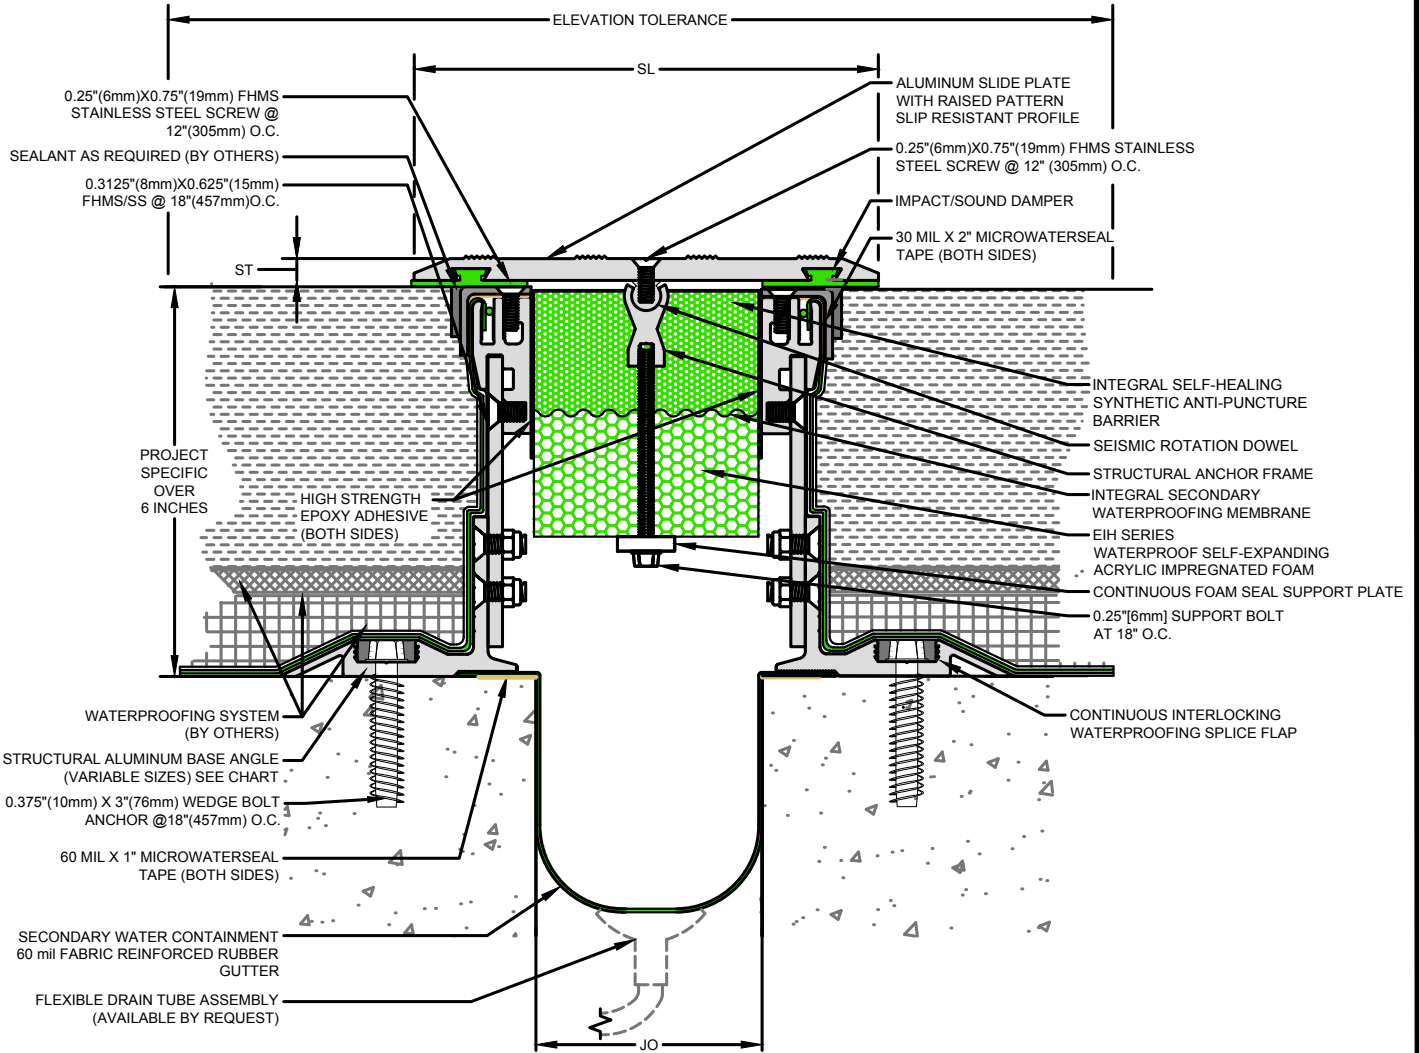 ELEVATION TOLERANCE
SL
0.25"(6mm)X0.75"(19mm) FHMS
STAINLESS STEEL SCREW @
12"(305mm) O.C.
SEALANT AS REQUIRED (BY OTHERS)
0.3125"(8mm)X0.625"(15mm)
FHMS/SS @ 18"(457mm)O.C.
ST
PROJECT
SPECIFIC
OVER
6 INCHES
HIGH STRENGTH
EPOXY ADHESIVE
(BOTH SIDES)
WATERPROOFING SYSTEM
(BY OTHERS)
STRUCTURAL ALUMINUM BASE ANGLE
(VARIABLE SIZES) SEE CHART
0.375"(10mm) X 3"(76mm) WEDGE BOLT
ANCHOR @18"(457mm) O.C.
60 MIL X 1" MICROWATERSEAL
TAPE (BOTH SIDES)
SECONDARY WATER CONTAINMENT
60 mil FABRIC REINFORCED RUBBER
GUTTER
FLEXIBLE DRAIN TUBE ASSEMBLY
(AVAILABLE BY REQUEST)
JO
ALUMINUM SLIDE PLATE
WITH RAISED PATTERN
SLIP RESISTANT PROFILE
0.25"(6mm)X0.75"(19mm) FHMS STAINLESS
STEEL SCREW @ 12" (305mm) O.C.
IMPACT/SOUND DAMPER
30 MIL X 2" MICROWATERSEAL
TAPE (BOTH SIDES)
INTEGRAL SELF-HEALING
SYNTHETIC ANTI-PUNCTURE
BARRIER
SEISMIC ROTATION DOWEL
STRUCTURAL ANCHOR FRAME
INTEGRAL SECONDARY
WATERPROOFING MEMBRANE
EIH SERIES
WATERPROOF SELF-EXPANDING
ACRYLIC IMPREGNATED FOAM
CONTINUOUS FOAM SEAL SUPPORT PLATE
0.25"[6mm] SUPPORT BOLT
AT 18" O.C.
CONTINUOUS INTERLOCKING
WATERPROOFING SPLICE FLAP